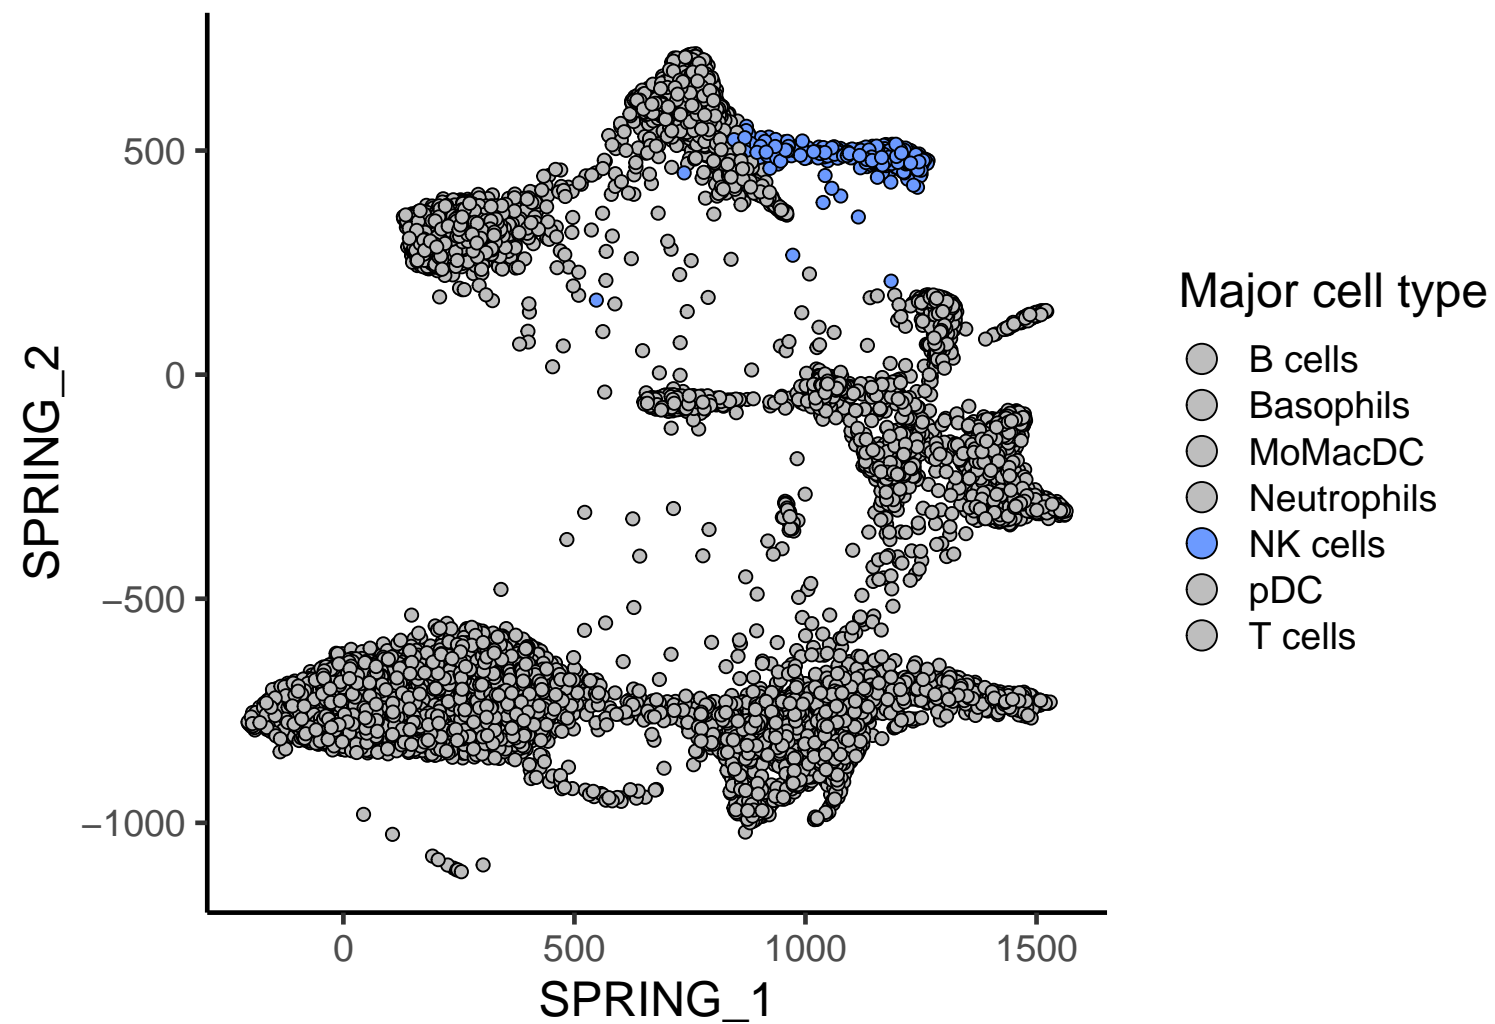 500
0
−500
−1000
0
500
1000
1500
SPRING_1
SPRING_2
Major cell type
B cells
Basophils
MoMacDC
Neutrophils
NK cells
pDC
T cells